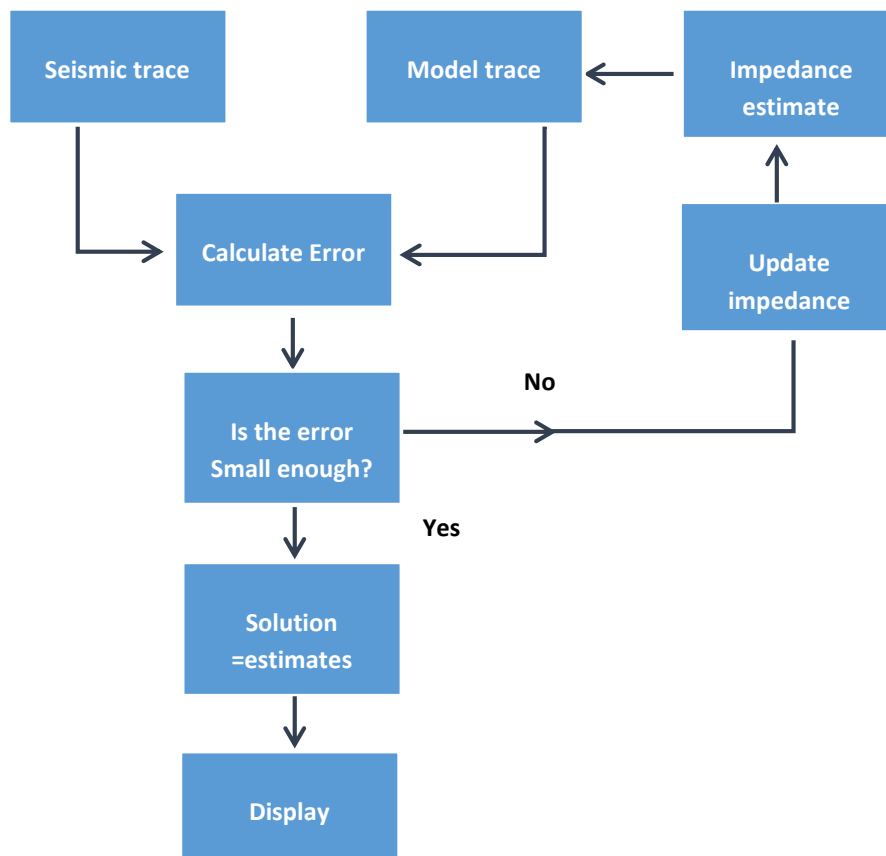 Seismic trace
Model trace
Impedance
estimate
Calculate Error
Update
impedance
No
Is the error
Small enough?
Yes
Solution
=estimates
Display